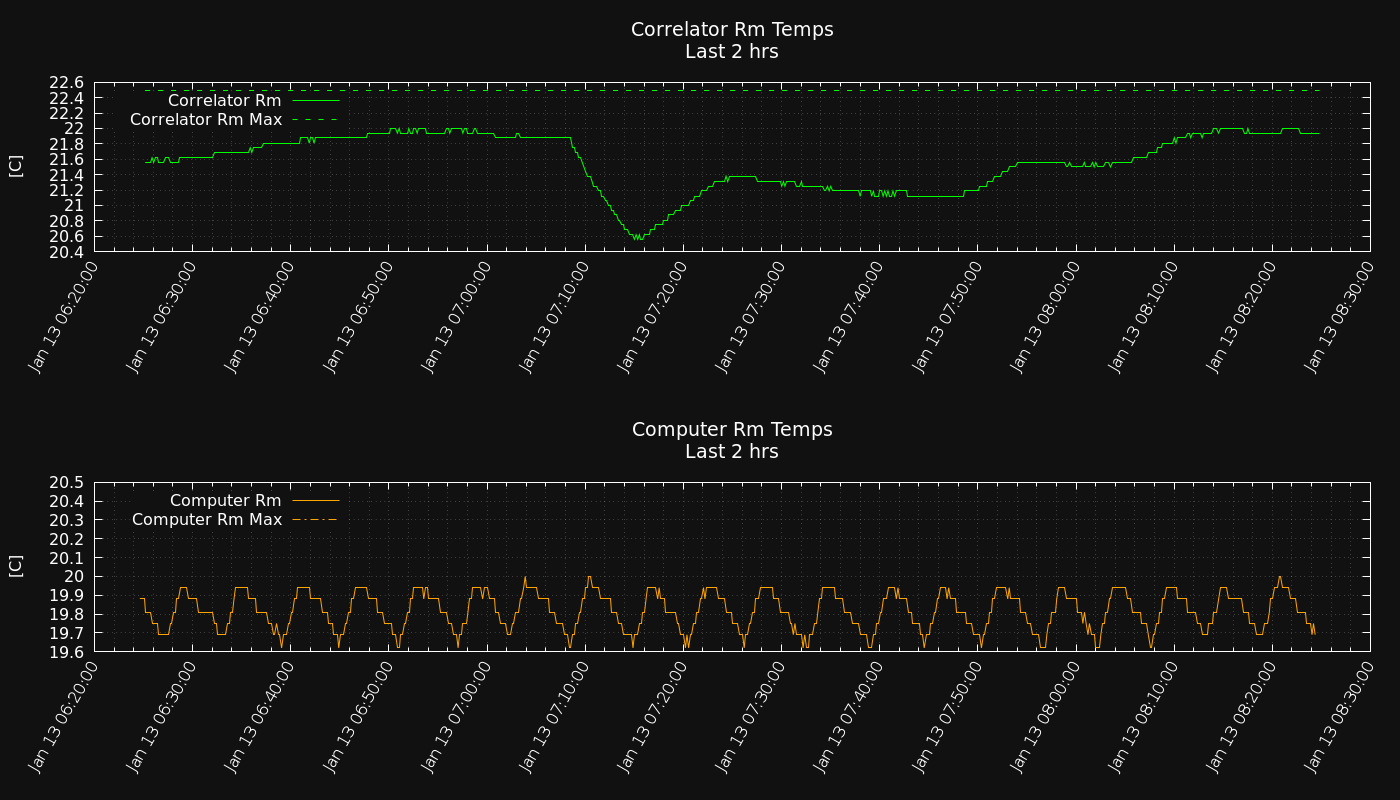 Correlator Rm Temps
Last 2 hrs
22.6
22.4
22.2
22
21.8
21.6
21.4
21.2
21
20.8
20.6
20.4
[C]
Correlator Rm
Correlator Rm Max
Jan 13 06:20:00
Jan 13 06:30:00
Jan 13 06:40:00
Jan 13 06:50:00
Jan 13 07:00:00
Jan 13 07:10:00
Jan 13 07:20:00
Jan 13 07:30:00
Jan 13 07:40:00
Jan 13 07:50:00
Jan 13 08:00:00
Jan 13 08:10:00
Jan 13 08:20:00
Jan 13 08:30:00
Computer Rm Temps
Last 2 hrs
20.5
20.4
20.3
20.2
20.1
20
19.9
19.8
19.7
19.6
[C]
Computer Rm
Computer Rm Max
Jan 13 06:20:00
Jan 13 06:30:00
Jan 13 06:40:00
Jan 13 06:50:00
Jan 13 07:00:00
Jan 13 07:10:00
Jan 13 07:20:00
Jan 13 07:30:00
Jan 13 07:40:00
Jan 13 07:50:00
Jan 13 08:00:00
Jan 13 08:10:00
Jan 13 08:20:00
Jan 13 08:30:00